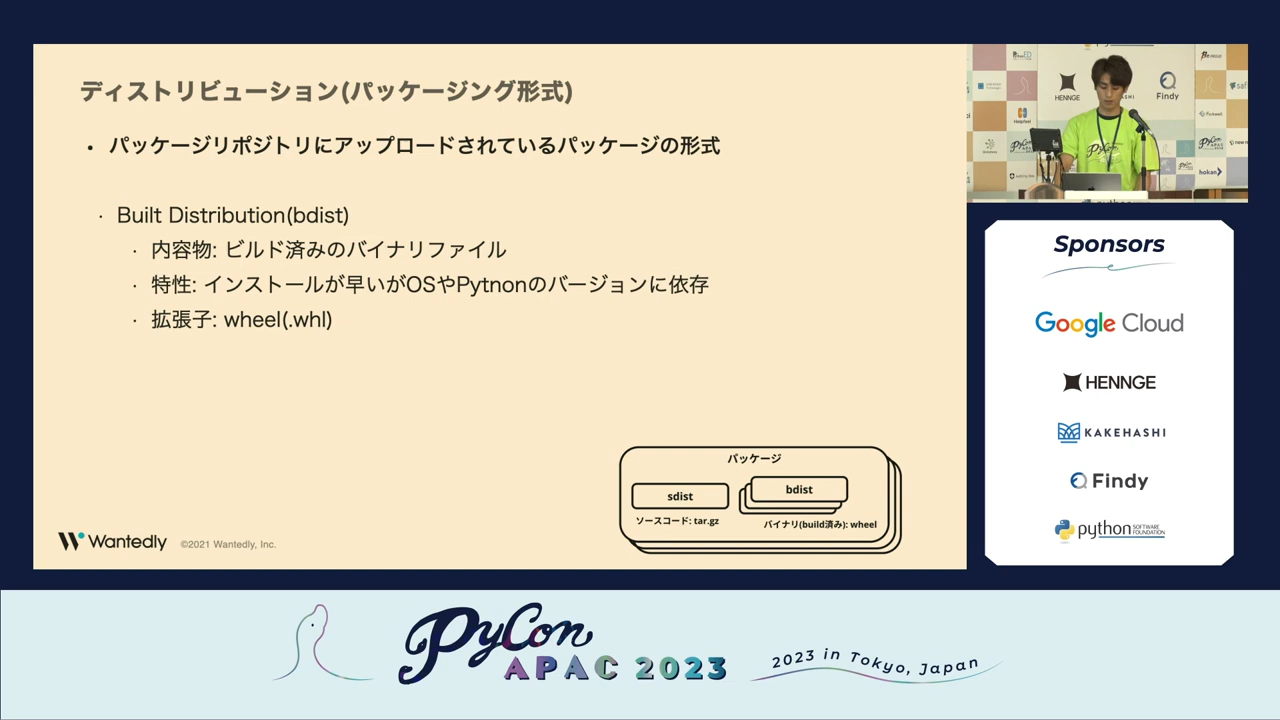 ディストリビューション(パッケージング形式)
・ パッケージリポジトリにアップロードされているパッケージの形式
・ Built Distribution(bdist)
・ 内容物: ビルド済みのバイナリファイル
・ 特性: インストールが早いがOSやPytnonのバージョンに依存
・ 拡張子: wheel(.whl)
パッケージ
sdist
bdist
ソースコード: tar.gz
バイナリ(build済み): wheel
Wantedly
©2021 Wantedly, Inc.
HENNGE
Findy
hokan
Sponsors
Google Cloud
HENNGE
KAKEHASHI
Findy
python SOFTWARE FOUNDATION
PyCon
APAC 2023
2023 in Tokyo, Japan